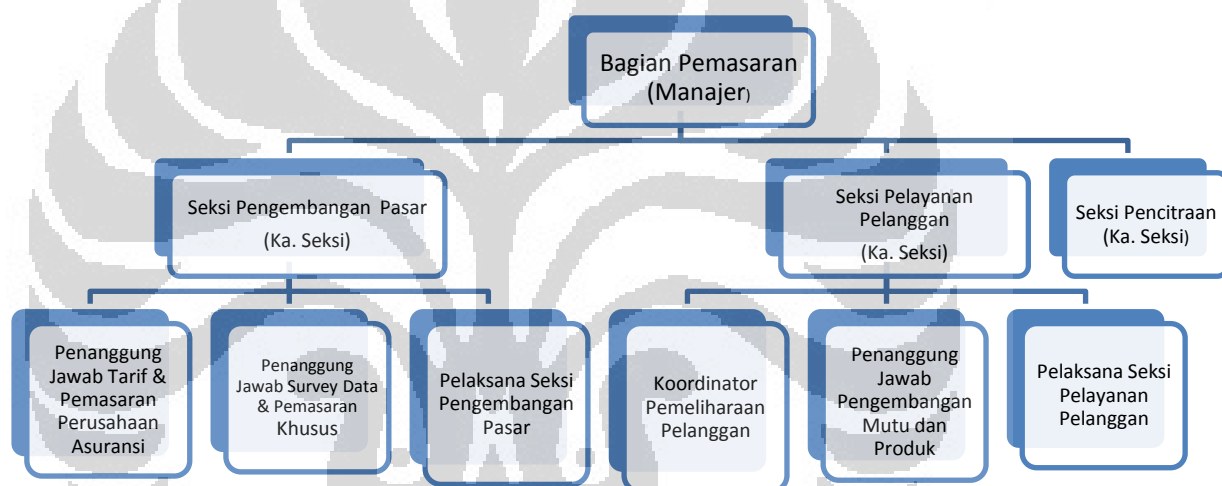 Bagian Pemasaran
(Manajer)
Seksi Pengembangan Pasar
(Ka. Seksi)
Seksi Pelayanan
Pelanggan
(Ka. Seksi)
Seksi Pencitraan
(Ka. Seksi)
Penanggung
Jawab Tarif &
Pemasaran
Perusahaan
Asuransi
Penanggung
Jawab Survey Data
& Pemasaran
Khusus
Pelaksana Seksi
Pengembangan
Pasar
Koordinator
Pemeliharaan
Pelanggan
Penanggung
Jawab
Pengembangan
Mutu dan
Produk
Pelaksana Seksi
Pelayanan
Pelanggan